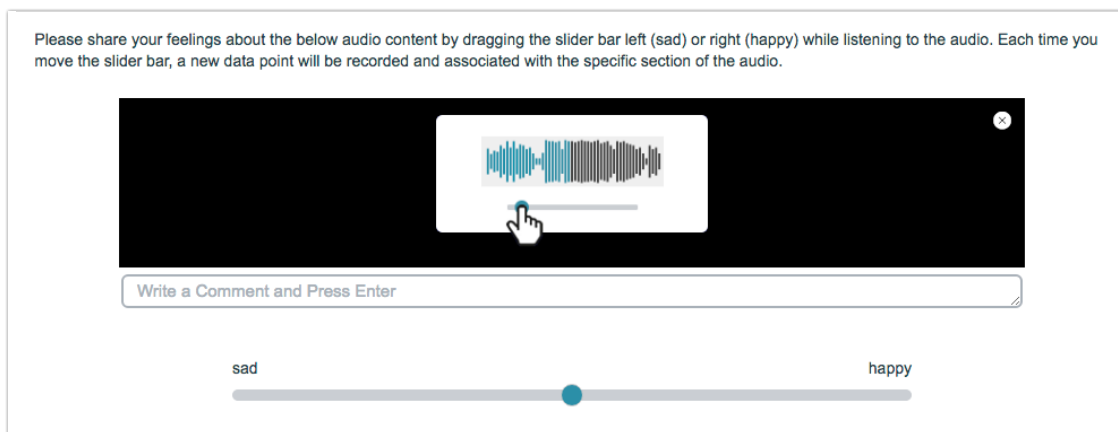 Please share your feelings about the below audio content by dragging the slider bar left (sad) or right (happy) while listening to the audio. Each time you
move the slider bar, a new data point will be recorded and associated with the specific section of the audio.
Write a Comment and Press Enter
sad happy